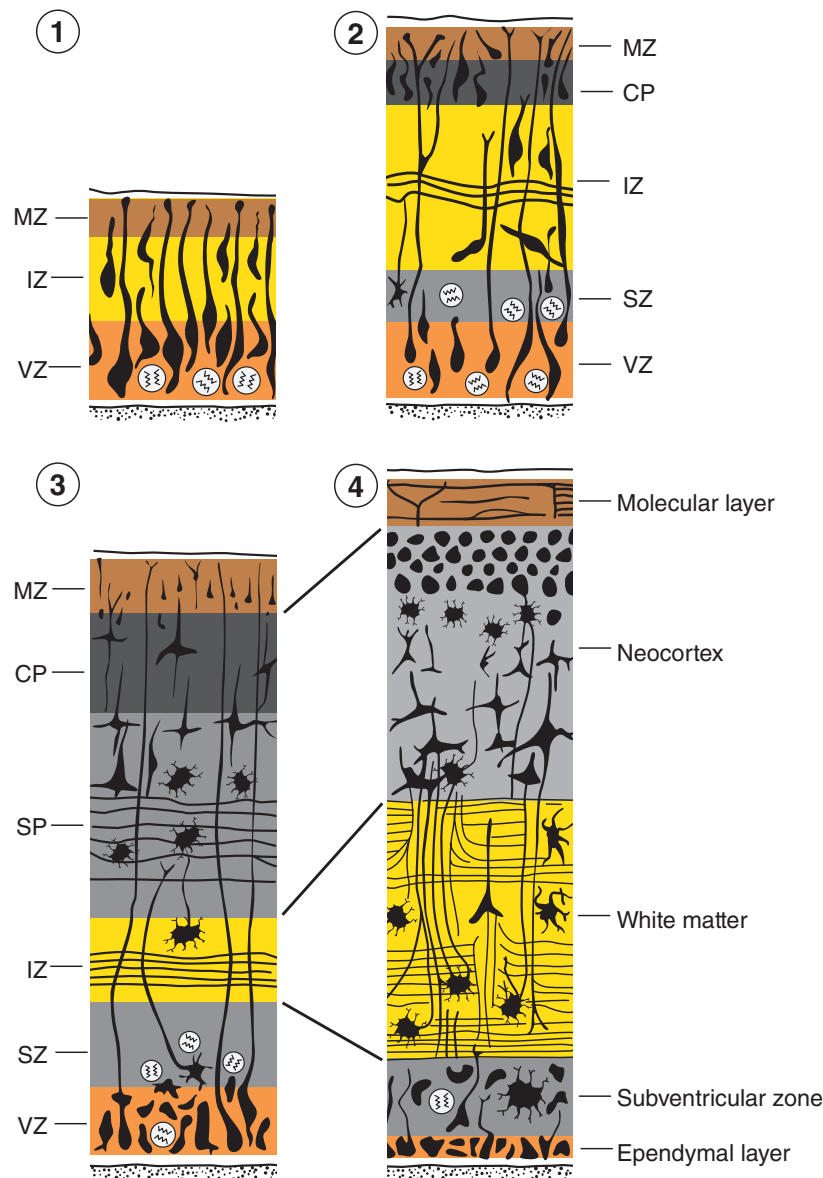 1
MZ
IZ
VZ
2
MZ
CP
IZ
SZ
VZ
3
MZ
CP
SP
IZ
SZ
VZ
4
Molecular layer
Neocortex
White matter
Subventricular zone
Ependymal layer